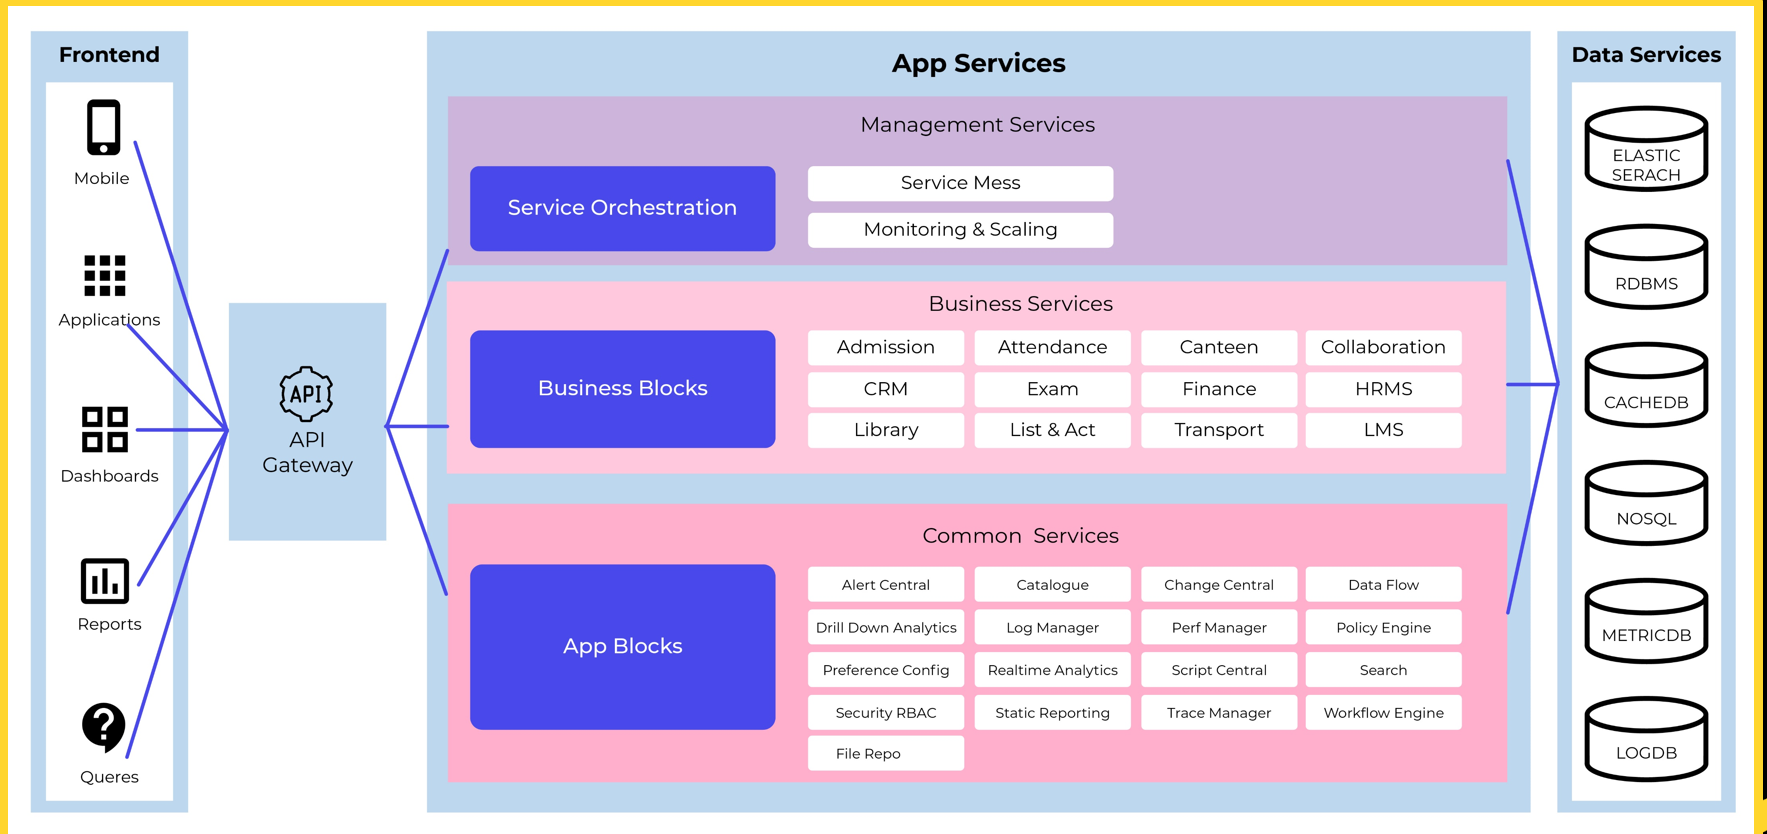 Frontend
Mobile
Applications
Dashboards
Reports
Queres
API
API
Gateway
App Services
Management Services
Service Orchestration
Service Mess
Monitoring & Scaling
Business Services
Business Blocks
Admission
Attendance
Canteen
Collaboration
CRM
Exam
Finance
HRMS
Library
List & Act
Transport
LMS
Common Services
App Blocks
Alert Central
Catalogue
Change Central
Data Flow
Drill Down Analytics
Log Manager
Perf Manager
Policy Engine
Preference Config
Realtime Analytics
Script Central
Search
Security RBAC
Static Reporting
Trace Manager
Workflow Engine
File Repo
Data Services
ELASTIC
SERACH
RDBMS
CACHEDB
NOSQL
METRICDB
LOGDB